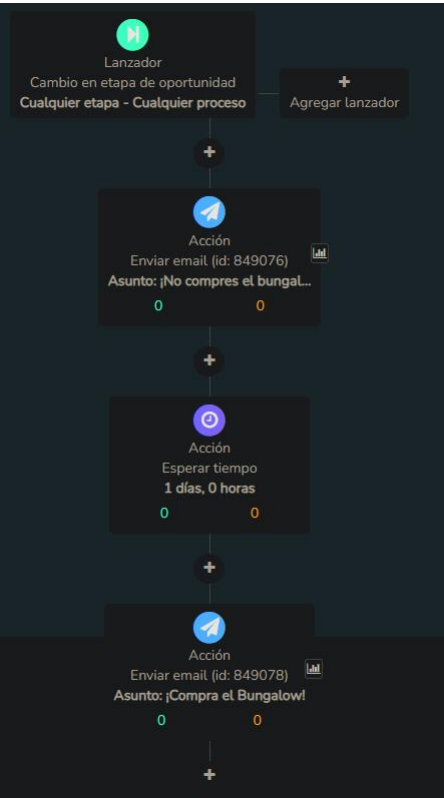 Lanzador
Cambio en etapa de oportunidad
Cualquier etapa - Cualquier proceso
Agregar lanzador
Acción
Enviar email (id: 849076)
Asunto: ¡No compres el bungal...
0 0
Acción
Esperar tiempo
1 días, 0 horas
0 0
Acción
Enviar email (id: 849078)
Asunto: ¡Compra el Bungalow!
0 0